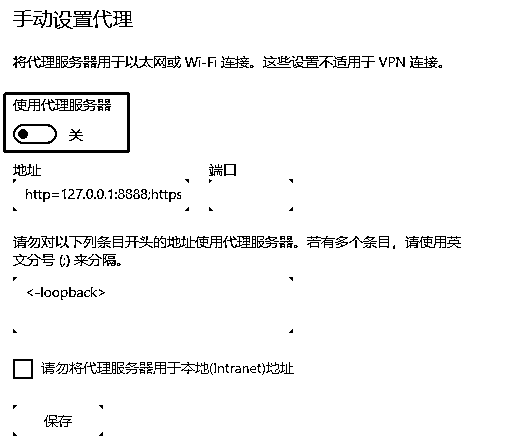 手动设置代理
将代理服务器用于以太网或 Wi-Fi 连接。这些设置不适用于 VPN 连接。
使用代理服务器
关
地址 端口
http=127.0.0.1:8888;https
请勿对以下列条目开头的地址使用代理服务器。若有多个条目，请使用英
文分号 (;) 来分隔。
<-loopback>
请勿将代理服务器用于本地(Intranet)地址
保存